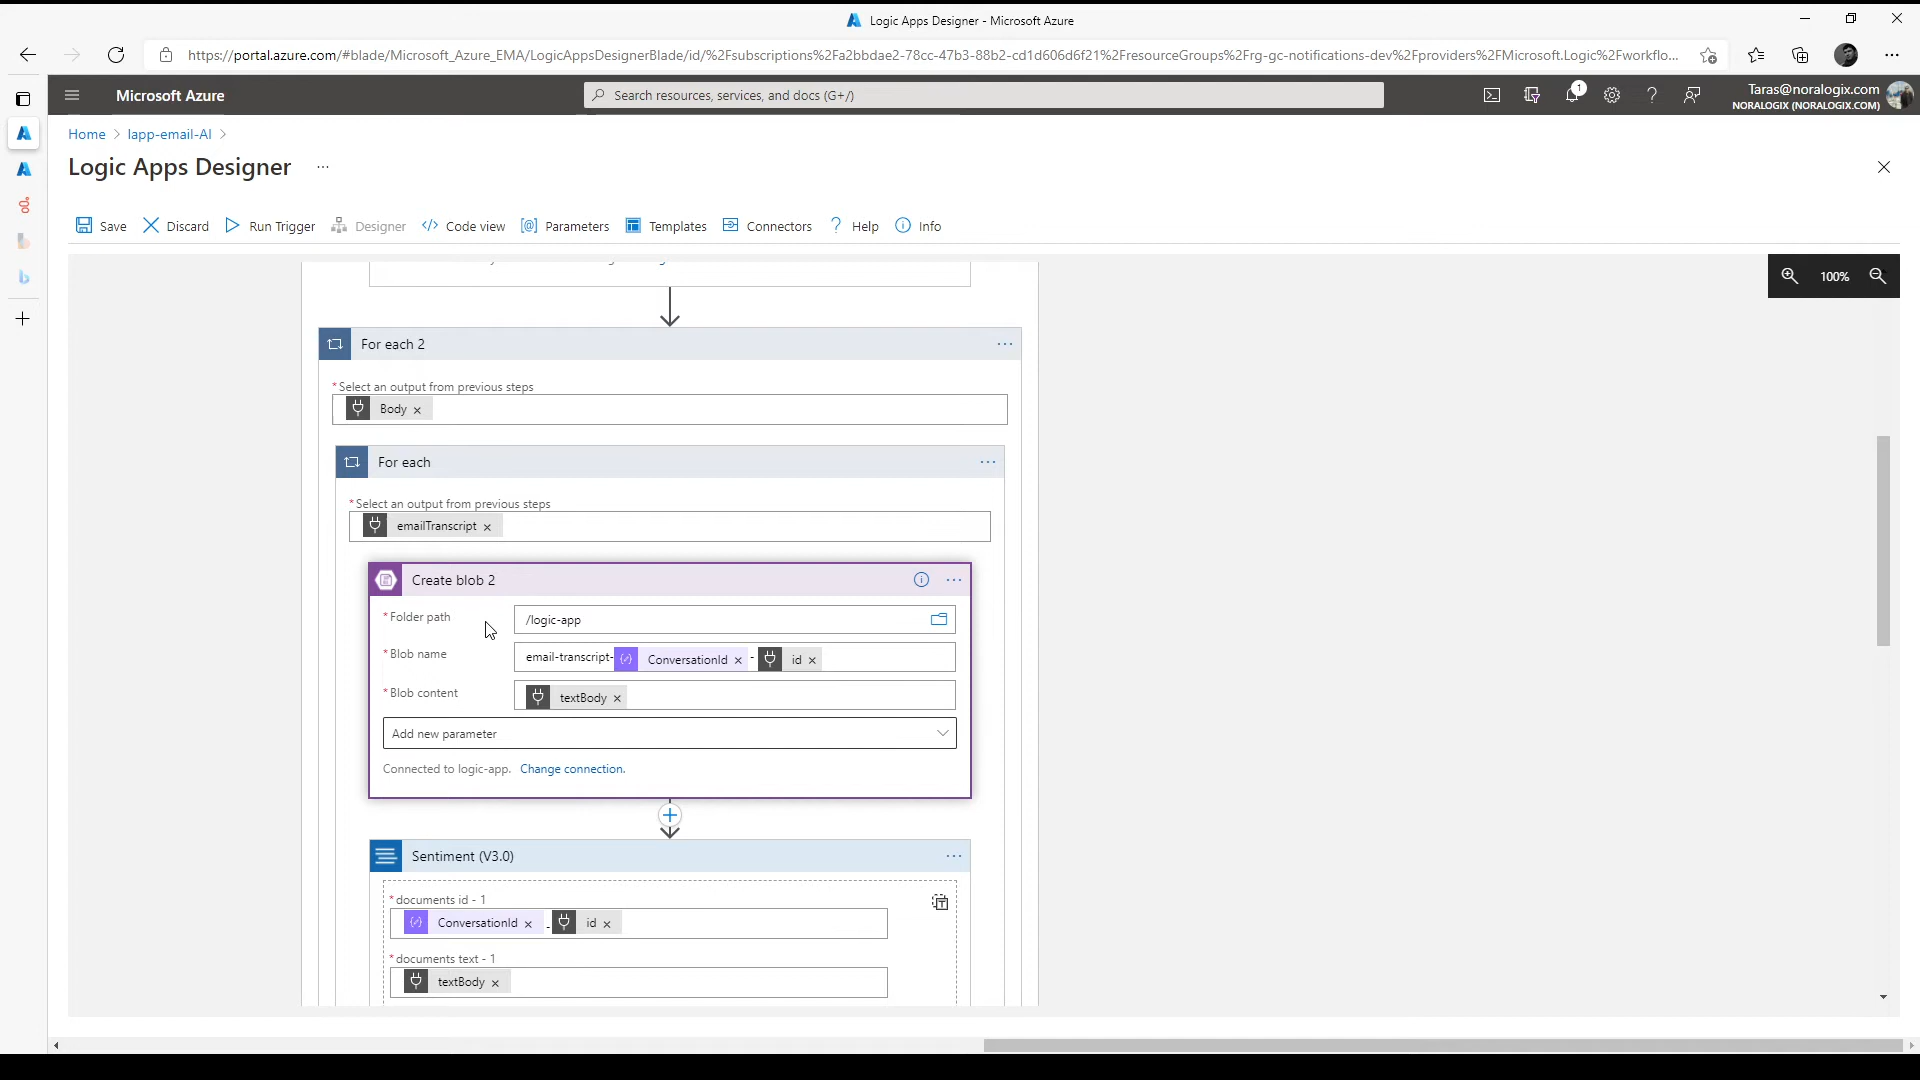 Logic Apps Designer - Microsoft Azure
https://portal.azure.com/#blade/Microsoft_Azure_EMA/LogicAppsDesignerBlade/id/%2Fsubscriptions%2Fa2bbdae2-78cc-47b3-88b2-cd1d606d6f21%2FresourceGroups%2Frg-gc-notifications-dev%2Fproviders%2FMicrosoft.Logic%2Fworkflo...
Microsoft Azure
Search resources, services, and docs (G+/)
1
Taras@noralogix.com
NORALOGIX (NORALOGIX.COM)
Home > lapp-email-AI >
Logic Apps Designer ...
Save Discard Run Trigger Designer Code view Parameters Templates Connectors Help Info
100%
For each 2
* Select an output from previous steps
Body ×
For each
* Select an output from previous steps
emailTranscript ×
Create blob 2
* Folder path
/logic-app
* Blob name
email-transcript- ConversationId × - id ×
* Blob content
textBody ×
Add new parameter
Connected to logic-app. Change connection.
Sentiment (V3.0)
* documents id - 1
ConversationId × - id ×
* documents text - 1
textBody ×